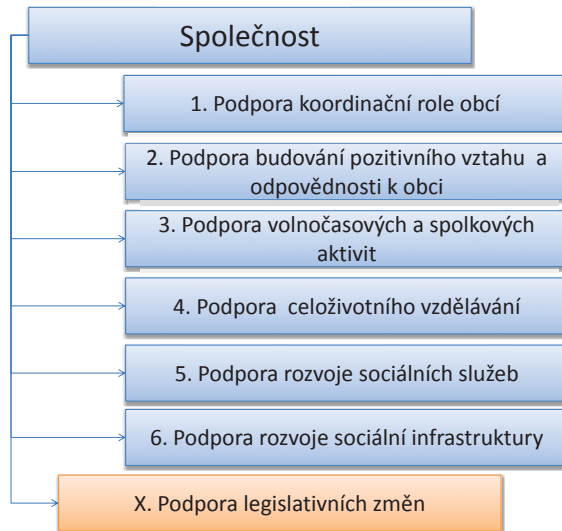 Společnost
1. Podpora koordinační role obcí
2. Podpora budování pozitivního vztahu a
odpovědnosti k obci
3. Podpora volnočasových a spolkových
aktivit
4. Podpora celoživotního vzdělávání
5. Podpora rozvoje sociálních služeb
6. Podpora rozvoje sociální infrastruktury
X. Podpora legislativních změn